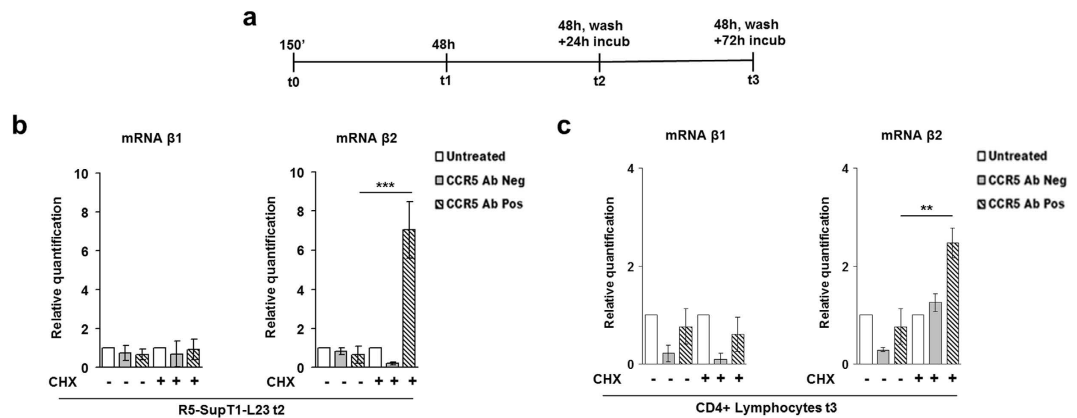 a
150’ 48h 48h, wash +24h incub 48h, wash +72h incub
t0 t1 t2 t3
b
mRNA β1
Relative quantification
10
8
6
4
2
0
CHX - - - + + +
mRNA β2
Relative quantification
10
8
6
4
2
0
***
- - - + + +
Untreated
CCR5 Ab Neg
CCR5 Ab Pos
R5-SupT1-L23 t2
c
mRNA β1
Relative quantification
4
2
0
CHX - - - + + +
mRNA β2
Relative quantification
4
2
0
**
- - - + + +
Untreated
CCR5 Ab Neg
CCR5 Ab Pos
CD4+ Lymphocytes t3